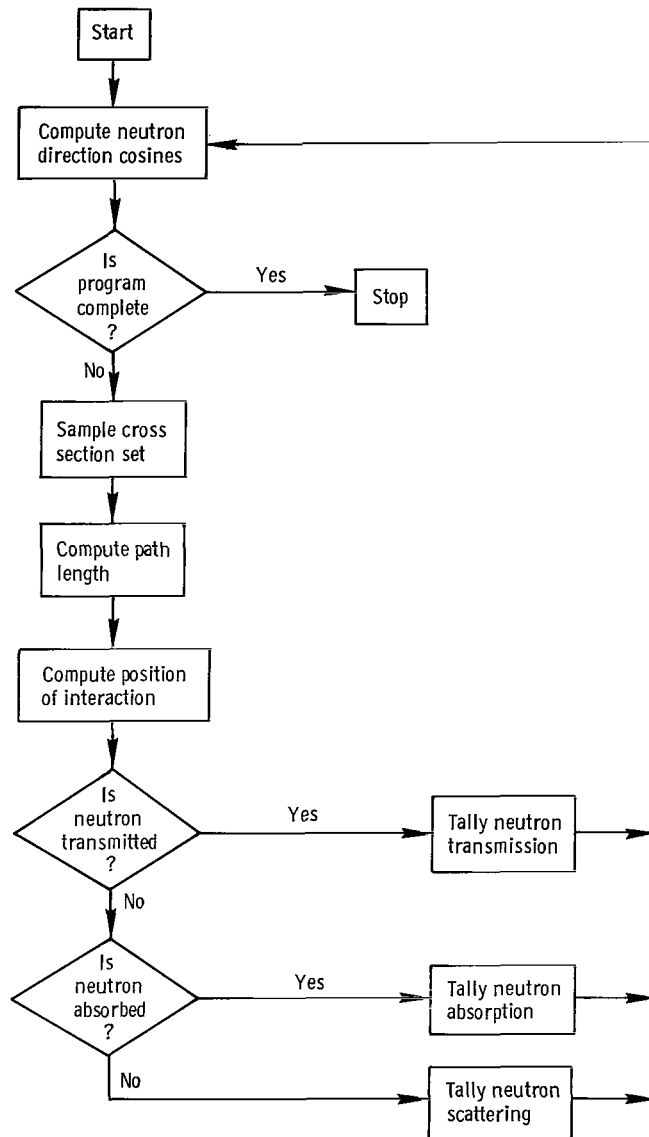 Start
Compute neutron
direction cosines
Is
program
complete
?
Yes
Stop
No
Sample cross
section set
Compute path
length
Compute position
of interaction
Is
neutron
transmitted
?
Yes
Tally neutron
transmission
No
Is
neutron
absorbed
?
Yes
Tally neutron
absorption
No
Tally neutron
scattering